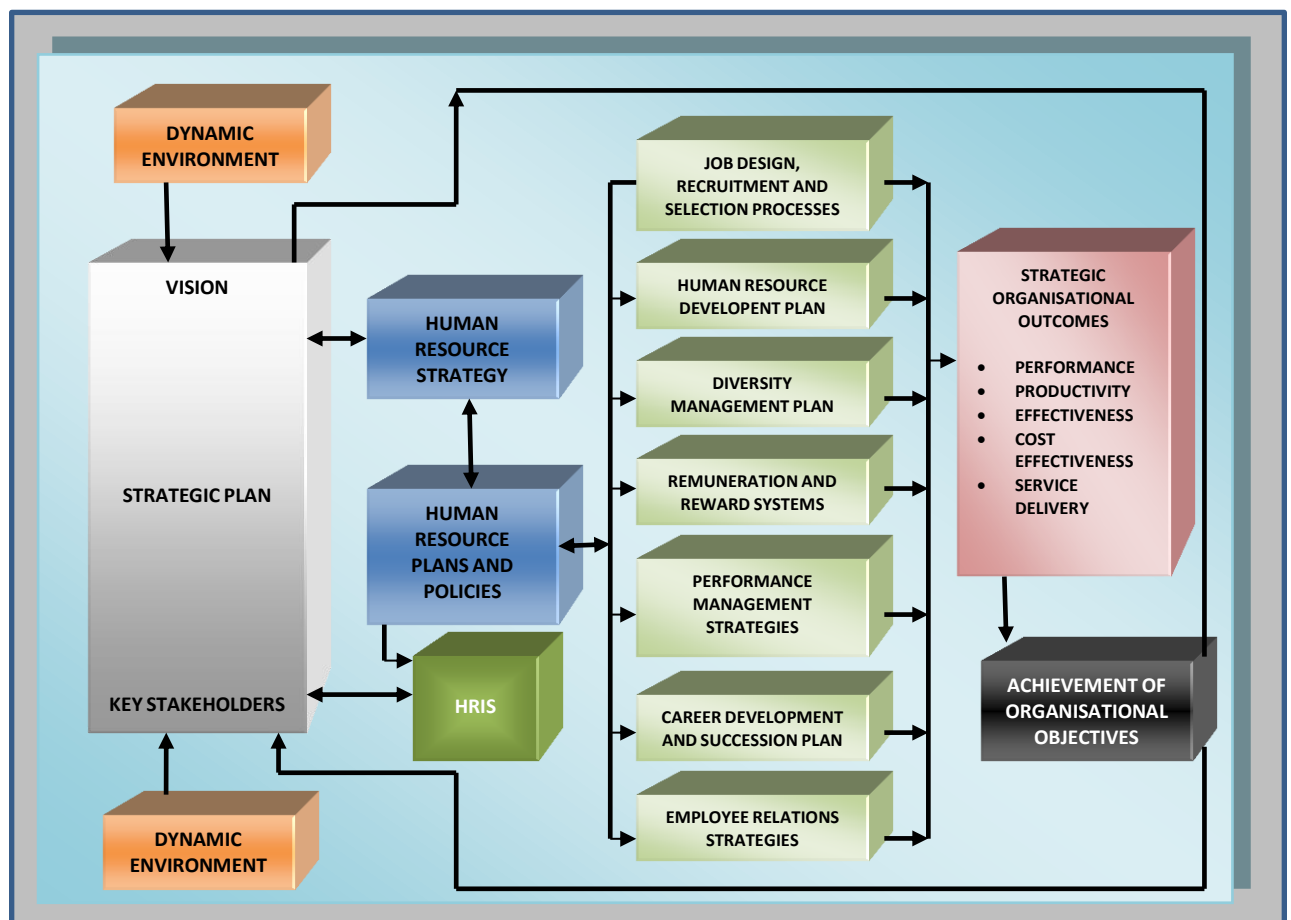 DYNAMIC
ENVIRONMENT
VISION
STRATEGIC PLAN
KEY STAKEHOLDERS
DYNAMIC
ENVIRONMENT
HUMAN
RESOURCE
STRATEGY
HUMAN
RESOURCE
PLANS AND
POLICIES
HRIS
JOB DESIGN,
RECRUITMENT AND
SELECTION PROCESSES
HUMAN RESOURCE
DEVELOPENT PLAN
DIVERSITY
MANAGEMENT PLAN
REMUNERATION AND
REWARD SYSTEMS
PERFORMANCE
MANAGEMENT
STRATEGIES
CAREER DEVELOPMENT
AND SUCCESSION PLAN
EMPLOYEE RELATIONS
STRATEGIES
STRATEGIC
ORGANISATIONAL
OUTCOMES
• PERFORMANCE
• PRODUCTIVITY
• EFFECTIVENESS
• COST
EFFECTIVENESS
• SERVICE
DELIVERY
ACHIEVEMENT OF
ORGANISATIONAL
OBJECTIVES